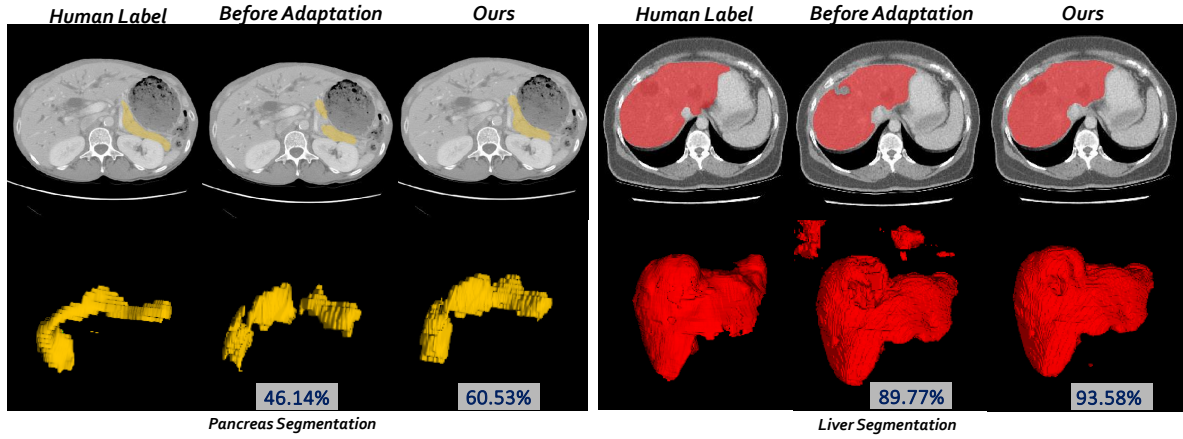 Human Label Before Adaptation Ours
Human Label Before Adaptation Ours
46.14% 60.53%
89.77% 93.58%
Pancreas Segmentation
Liver Segmentation